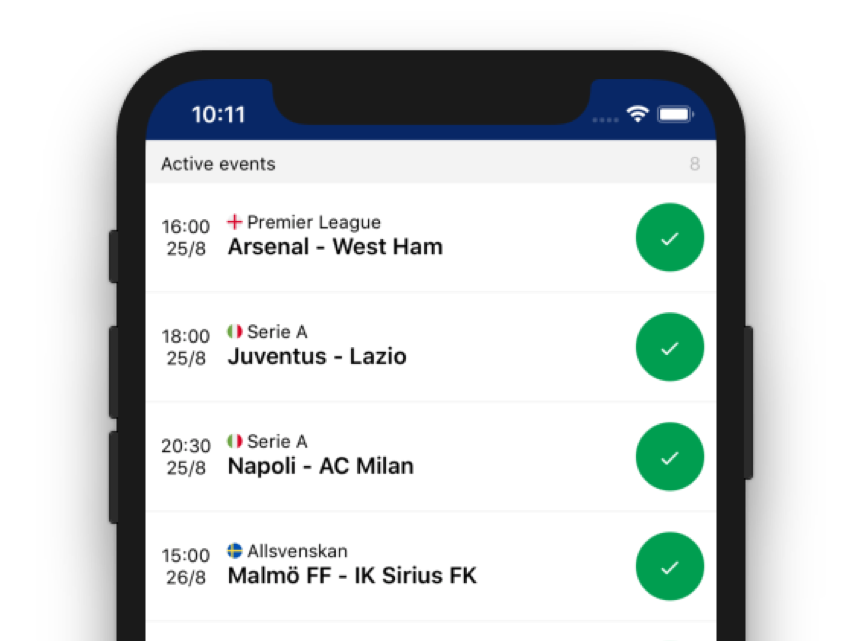 10:11
Active events 8
16:00 Premier League
25/8 Arsenal - West Ham
18:00 Serie A
25/8 Juventus - Lazio
20:30 Serie A
25/8 Napoli - AC Milan
15:00 Allsvenskan
26/8 Malmö FF - IK Sirius FK